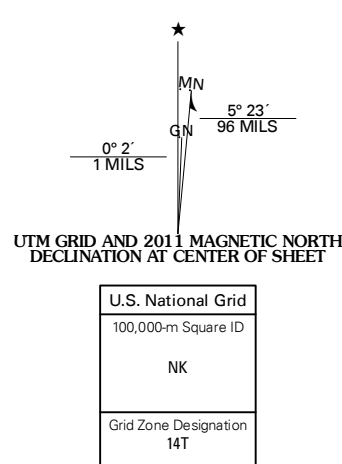 ★
MN
GN
5° 23´
96 MILS
0° 2´
1 MILS
UTM GRID AND 2011 MAGNETIC NORTH
DECLINATION AT CENTER OF SHEET
U.S. National Grid
100,000-m Square ID
NK
Grid Zone Designation
14T